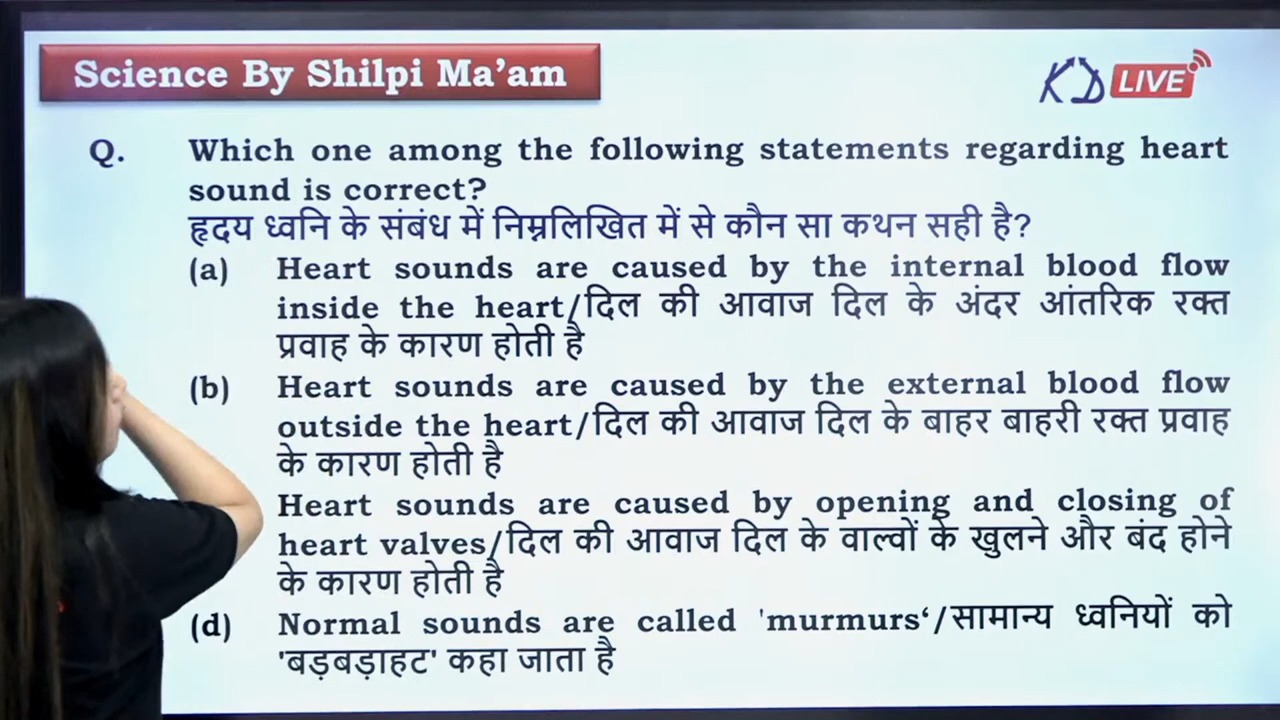 Science By Shilpi Ma’am
KD LIVE
Q. Which one among the following statements regarding heart
sound is correct?
हृदय ध्वनि के संबंध में निम्नलिखित में से कौन सा कथन सही है?
(a) Heart sounds are caused by the internal blood flow
inside the heart/दिल की आवाज दिल के अंदर आंतरिक रक्त
प्रवाह के कारण होती है
(b) Heart sounds are caused by the external blood flow
outside the heart/दिल की आवाज दिल के बाहर बाहरी रक्त प्रवाह
के कारण होती है
Heart sounds are caused by opening and closing of
heart valves/दिल की आवाज दिल के वाल्वों के खुलने और बंद होने
के कारण होती है
(d) Normal sounds are called 'murmurs‘/सामान्य ध्वनियों को
'बड़बड़ाहट' कहा जाता है